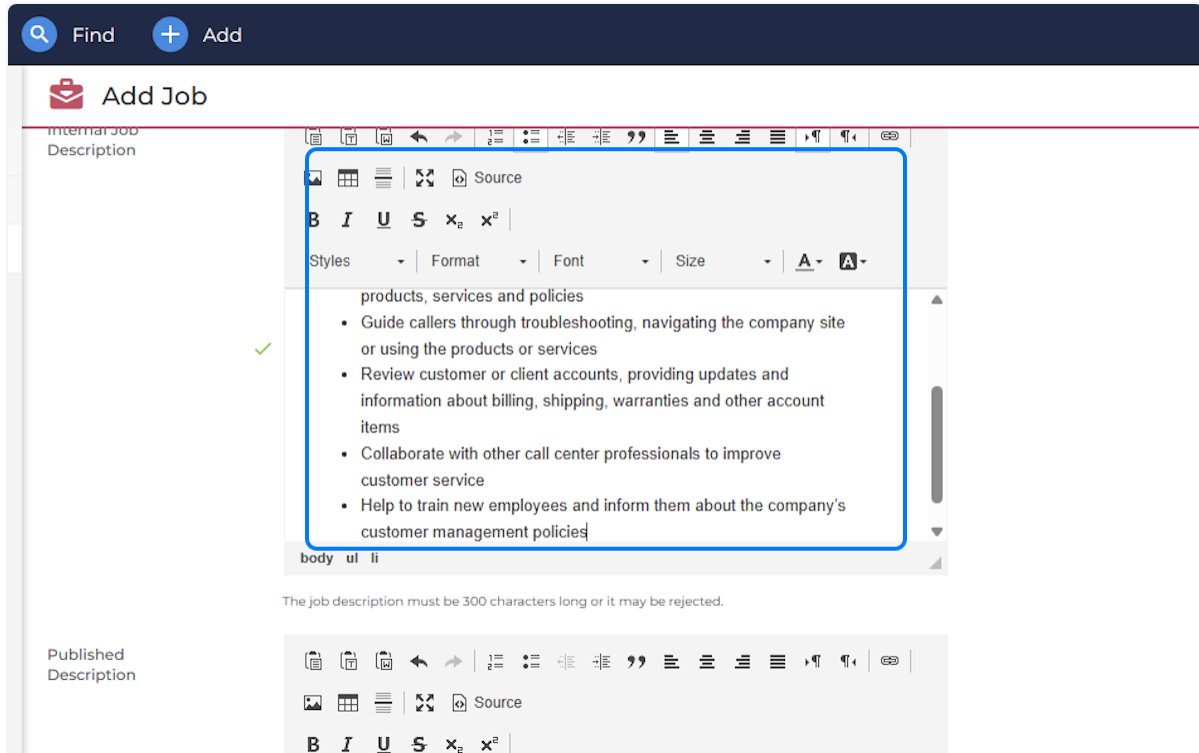 Find
Add
Add Job
Internal Job
Description
Source
B I U S x₂ x²
Styles Format Font Size A A
products, services and policies
• Guide callers through troubleshooting, navigating the company site
or using the products or services
• Review customer or client accounts, providing updates and
information about billing, shipping, warranties and other account
items
• Collaborate with other call center professionals to improve
customer service
• Help to train new employees and inform them about the company's
customer management policies
body ul li
The job description must be 300 characters long or it may be rejected.
Published
Description
Source
B I U S x₂ x²